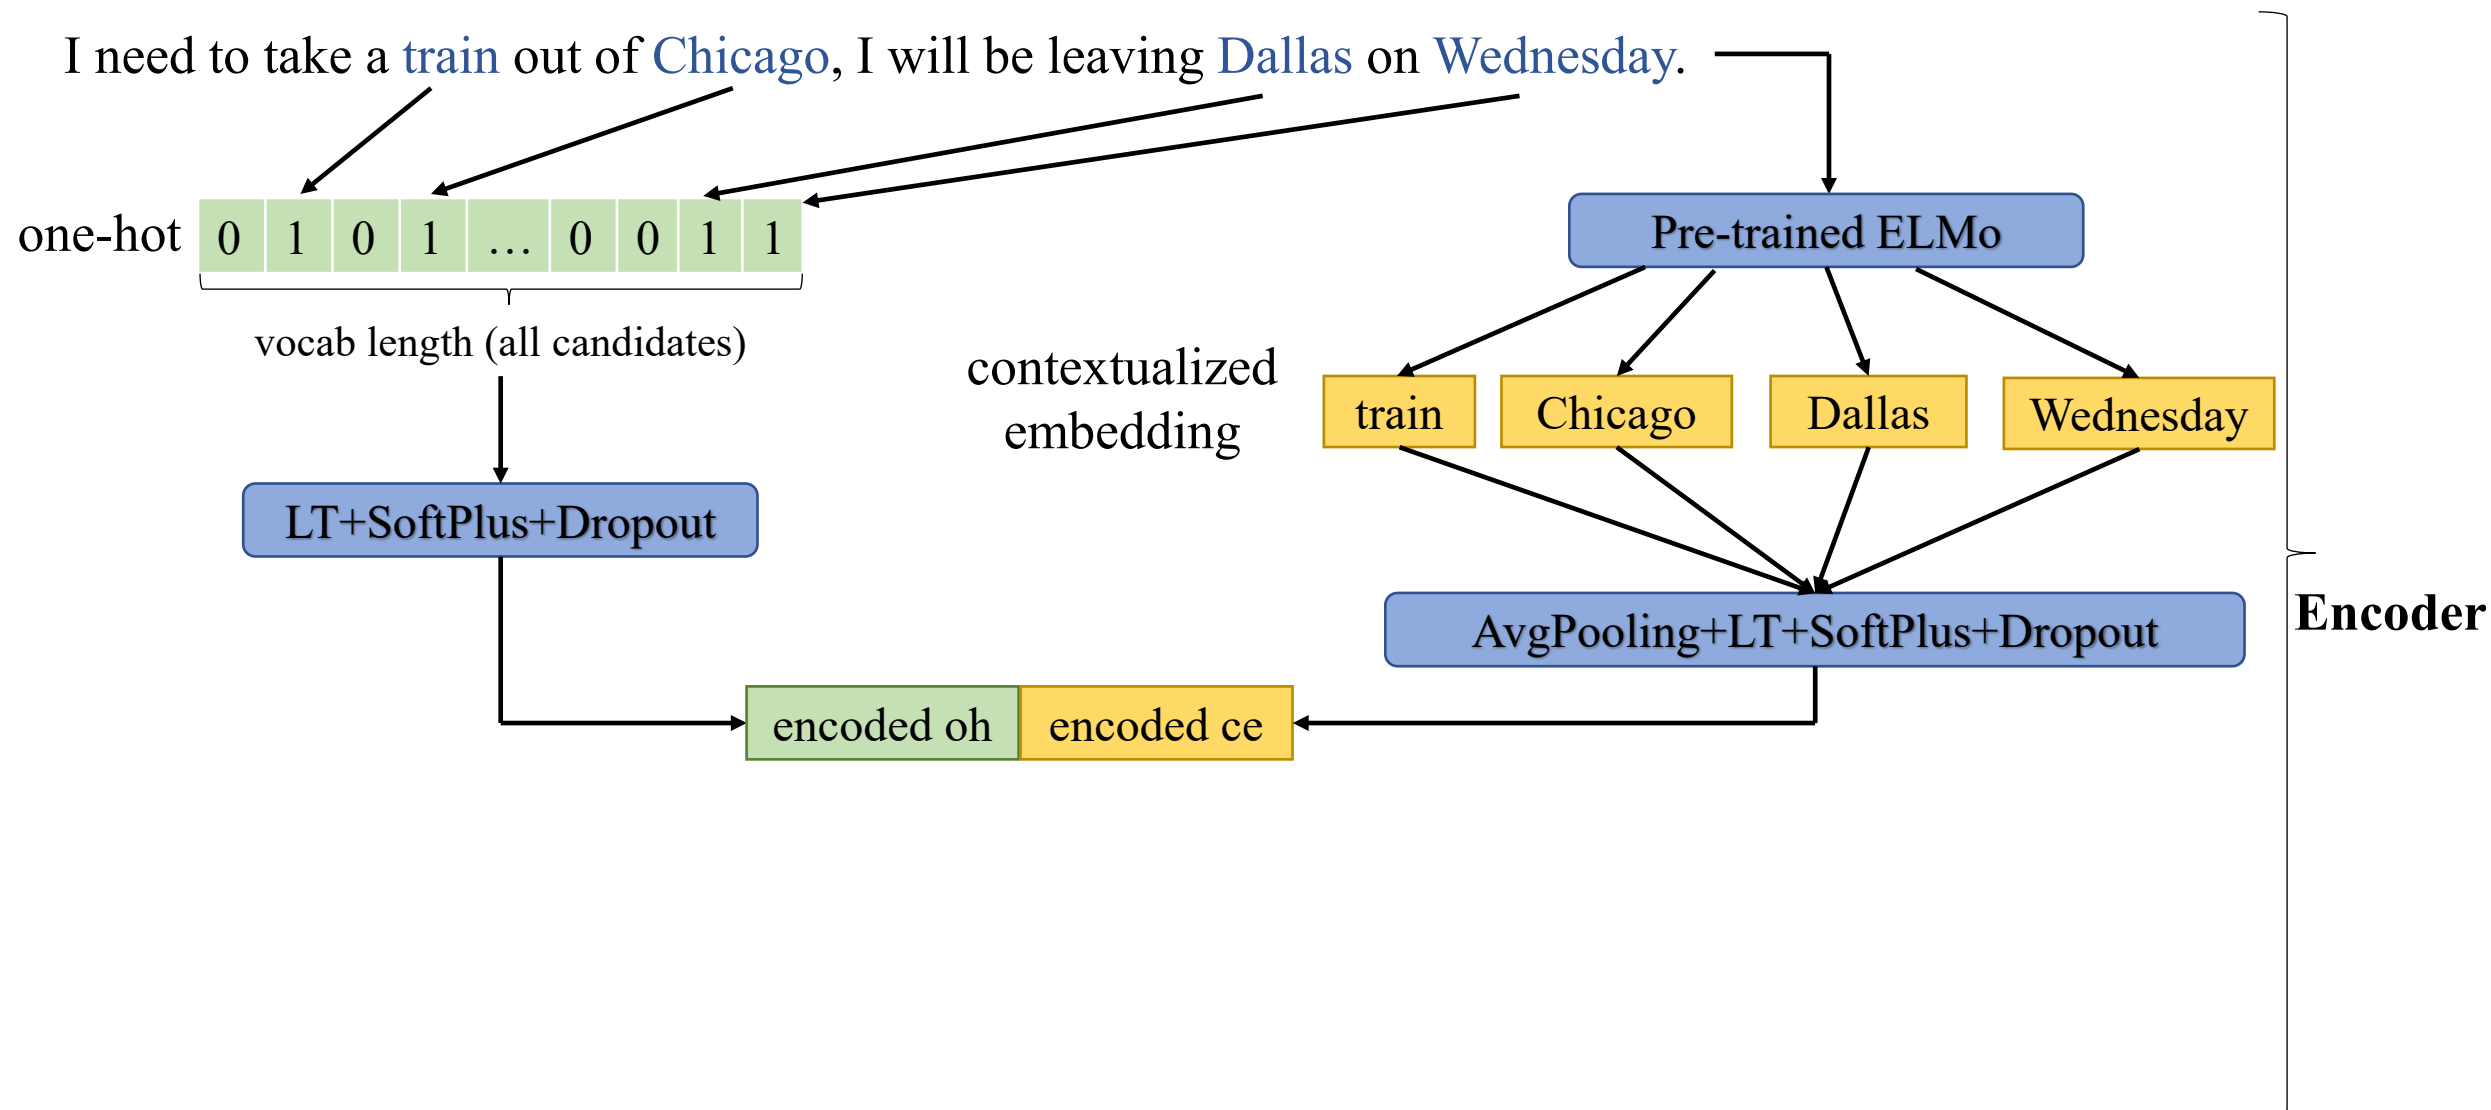 I need to take a train out of Chicago, I will be leaving Dallas on Wednesday.
one-hot 0 1 0 1 … 0 0 1 1
Pre-trained ELMo
vocab length (all candidates)
contextualized
embedding
train Chicago Dallas Wednesday
LT+SoftPlus+Dropout
AvgPooling+LT+SoftPlus+Dropout
Encoder
encoded oh encoded ce